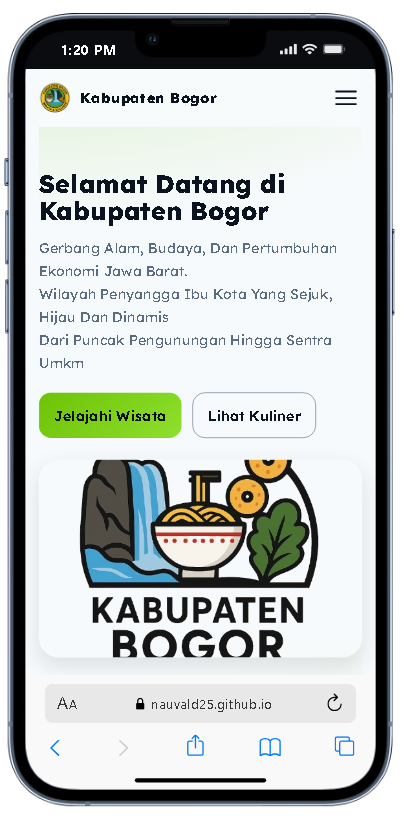 1:20 PM
Kabupaten Bogor
Selamat Datang di
Kabupaten Bogor
Gerbang Alam, Budaya, Dan Pertumbuhan
Ekonomi Jawa Barat.
Wilayah Penyangga Ibu Kota Yang Sejuk,
Hijau Dan Dinamis
Dari Puncak Pengunungan Hingga Sentra
Umkm
Jelajahi Wisata
Lihat Kuliner
KABUPATEN
BOGOR
AA
nauvald25.github.io